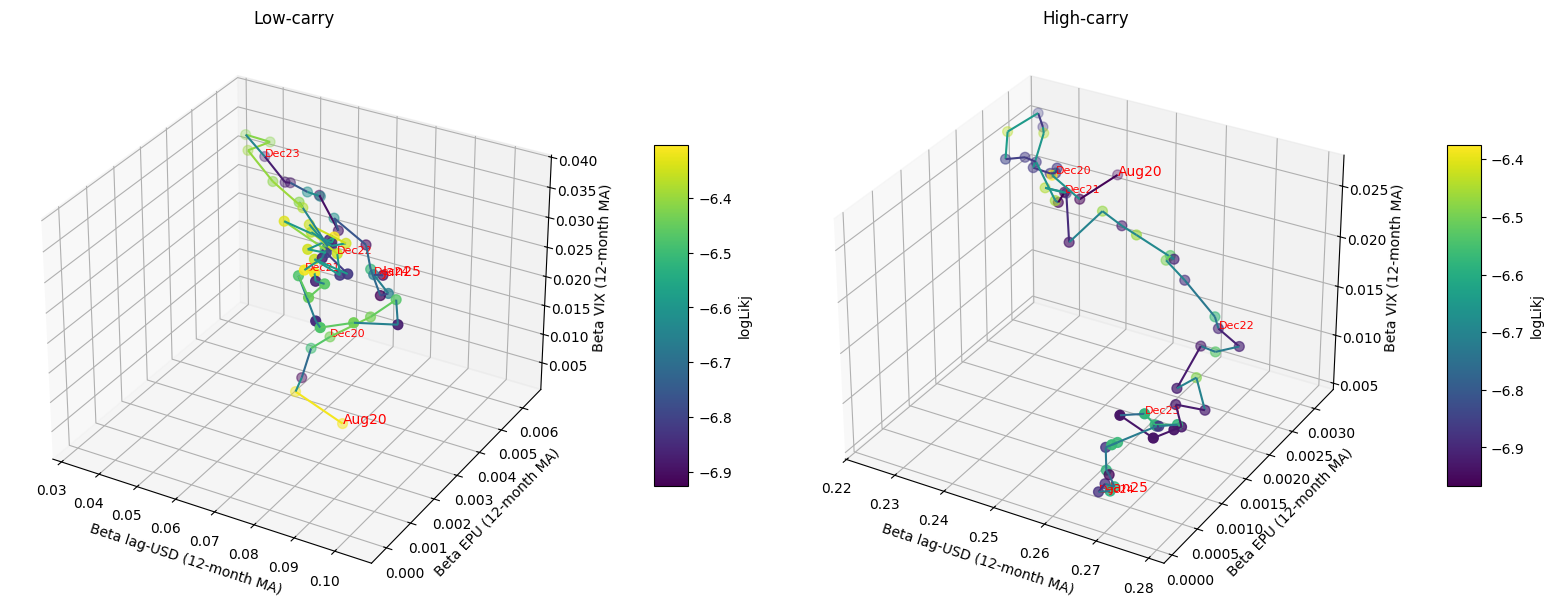 Low-carry
High-carry
Dec23
Dec22
Dec21
Jan25
Dec20
Aug20
0.040
0.035
0.030
0.025
0.020
0.015
0.010
0.005
Beta VIX (12-month MA)
0.03
0.04
0.05
0.06
0.07
0.08
0.09
0.10
Beta lag-USD (12-month MA)
0.000
0.001
0.002
0.003
0.004
0.005
0.006
Beta EPU (12-month MA)
−6.4
−6.5
−6.6
−6.7
−6.8
−6.9
logLikj
Dec20
Aug20
Dec21
Dec22
Dec23
Jan25
0.025
0.020
0.015
0.010
0.005
Beta VIX (12-month MA)
0.22
0.23
0.24
0.25
0.26
0.27
0.28
Beta lag-USD (12-month MA)
0.0000
0.0005
0.0010
0.0015
0.0020
0.0025
0.0030
Beta EPU (12-month MA)
−6.4
−6.5
−6.6
−6.7
−6.8
−6.9
logLikj